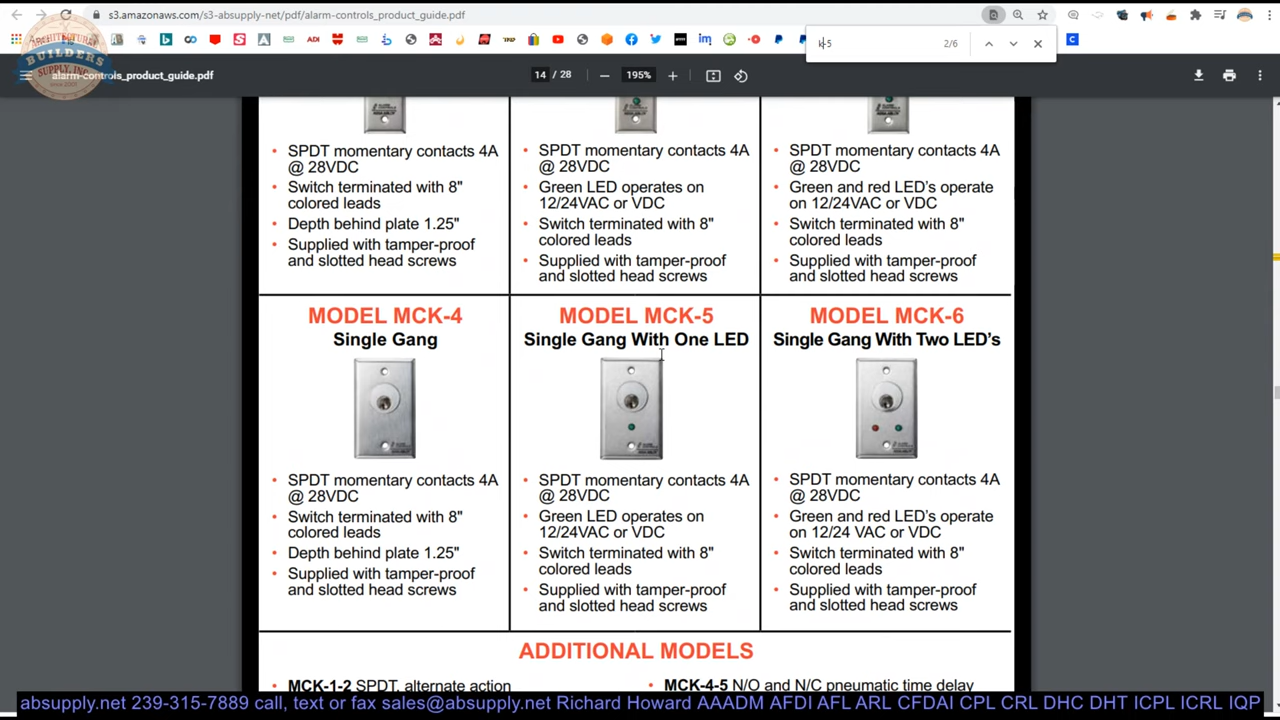 s3.amazonaws.com/s3-absupply-net/pdf/alarm-controls_product_guide.pdf
k-5 2/6
ARCHITECTURAL
BUILDERS
SUPPLY, INC.
alarm-controls_product_guide.pdf
14 / 28
195%
• SPDT momentary contacts 4A
@ 28VDC
• Switch terminated with 8"
colored leads
• Depth behind plate 1.25"
• Supplied with tamper-proof
and slotted head screws
• SPDT momentary contacts 4A
@ 28VDC
• Green LED operates on
12/24VAC or VDC
• Switch terminated with 8"
colored leads
• Supplied with tamper-proof
and slotted head screws
• SPDT momentary contacts 4A
@ 28VDC
• Green and red LED's operate
on 12/24VAC or VDC
• Switch terminated with 8"
colored leads
• Supplied with tamper-proof
and slotted head screws
MODEL MCK-4
Single Gang
• SPDT momentary contacts 4A
@ 28VDC
• Switch terminated with 8"
colored leads
• Depth behind plate 1.25"
• Supplied with tamper-proof
and slotted head screws
MODEL MCK-5
Single Gang With One LED
• SPDT momentary contacts 4A
@ 28VDC
• Green LED operates on
12/24VAC or VDC
• Switch terminated with 8"
colored leads
• Supplied with tamper-proof
and slotted head screws
MODEL MCK-6
Single Gang With Two LED's
• SPDT momentary contacts 4A
@ 28VDC
• Green and red LED's operate
on 12/24 VAC or VDC
• Switch terminated with 8"
colored leads
• Supplied with tamper-proof
and slotted head screws
ADDITIONAL MODELS
MCK-1-2 SPDT, alternate action
MCK-4-5 N/O and N/C pneumatic time delay
absupply.net 239-315-7889 call, text or fax sales@absupply.net Richard Howard AAADM AFDI AFL ARL CFDAI CPL CRL DHC DHT ICPL ICRL IQP